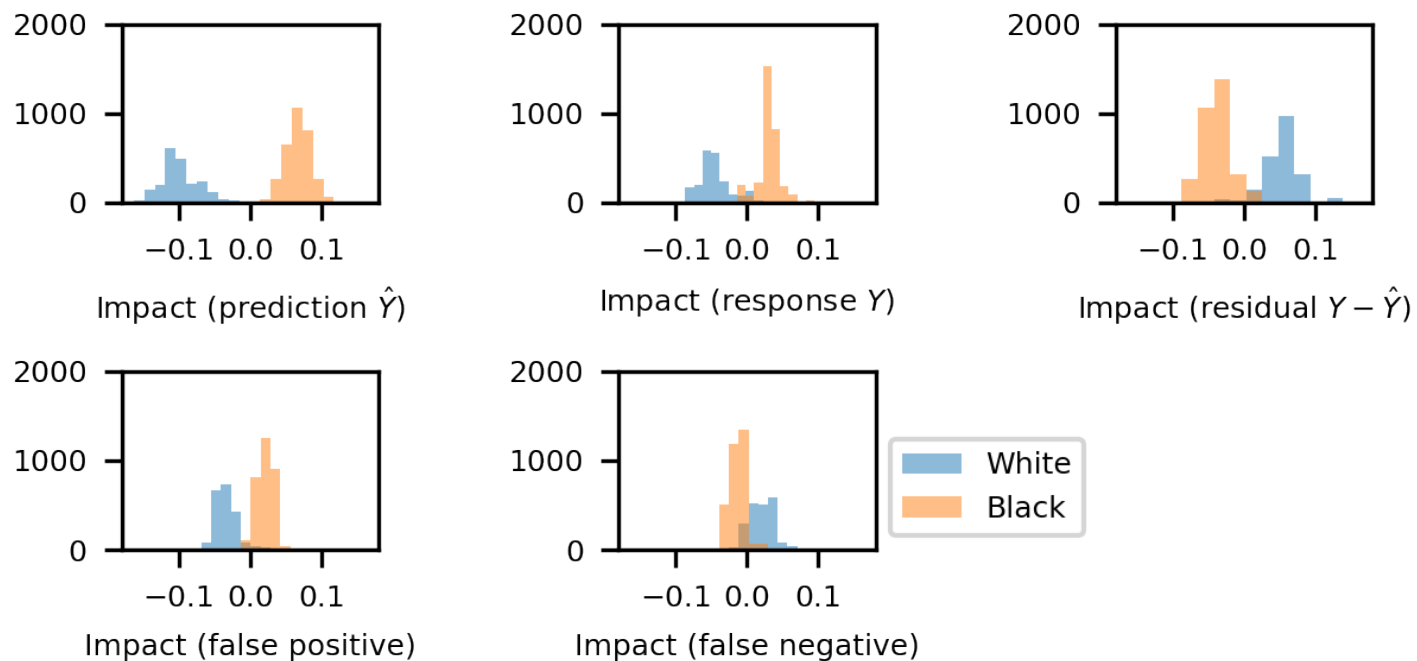 2000 2000 2000
1000 1000 1000
0 0 0
−0.1 0.0 0.1 −0.1 0.0 0.1 −0.1 0.0 0.1
Impact (prediction Ŷ) Impact (response Y) Impact (residual Y − Ŷ)
2000 2000
1000 1000
White
Black
0 0
−0.1 0.0 0.1 −0.1 0.0 0.1
Impact (false positive) Impact (false negative)